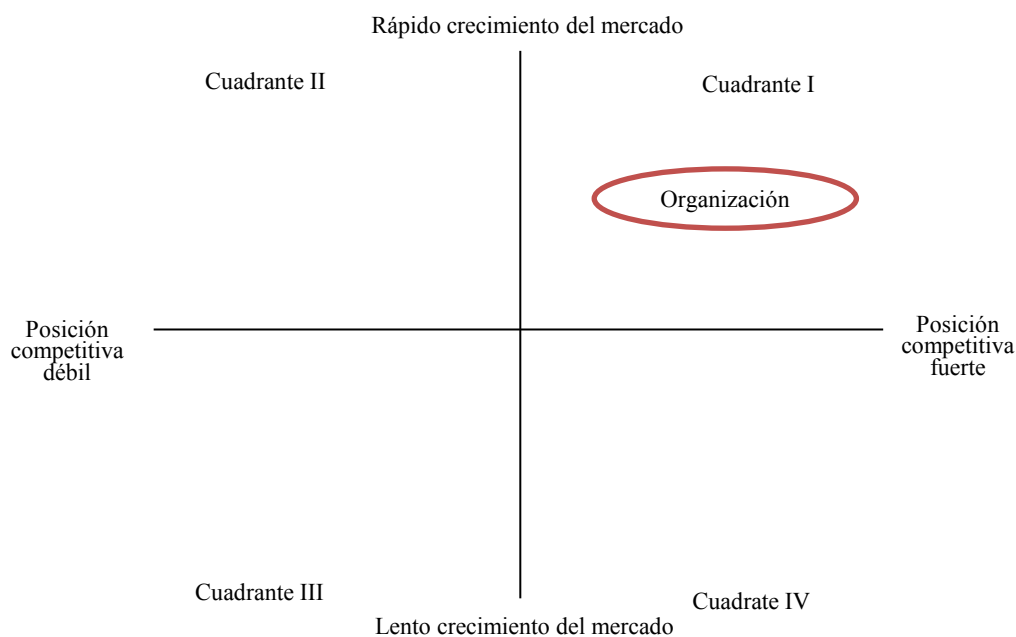 Rápido crecimiento del mercado
Cuadrante II
Cuadrante I
Organización
Posición
competitiva
débil
Posición
competitiva
fuerte
Cuadrante III
Cuadrate IV
Lento crecimiento del mercado